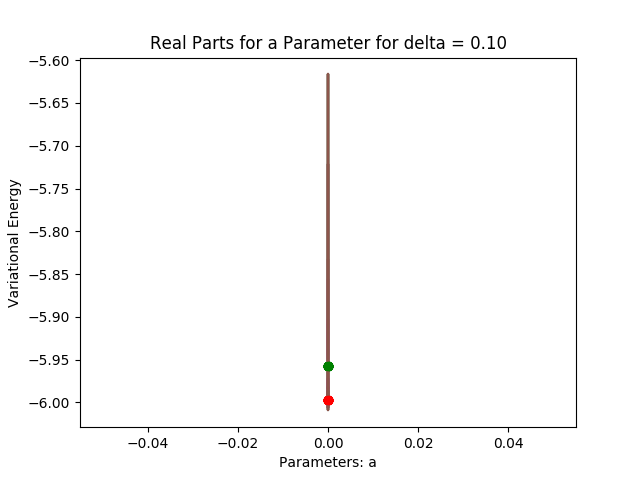 Real Parts for a Parameter for delta = 0.10
−5.60
−5.65
−5.70
−5.75
−5.80
−5.85
−5.90
−5.95
−6.00
Variational Energy
−0.04 −0.02 0.00 0.02 0.04
Parameters: a